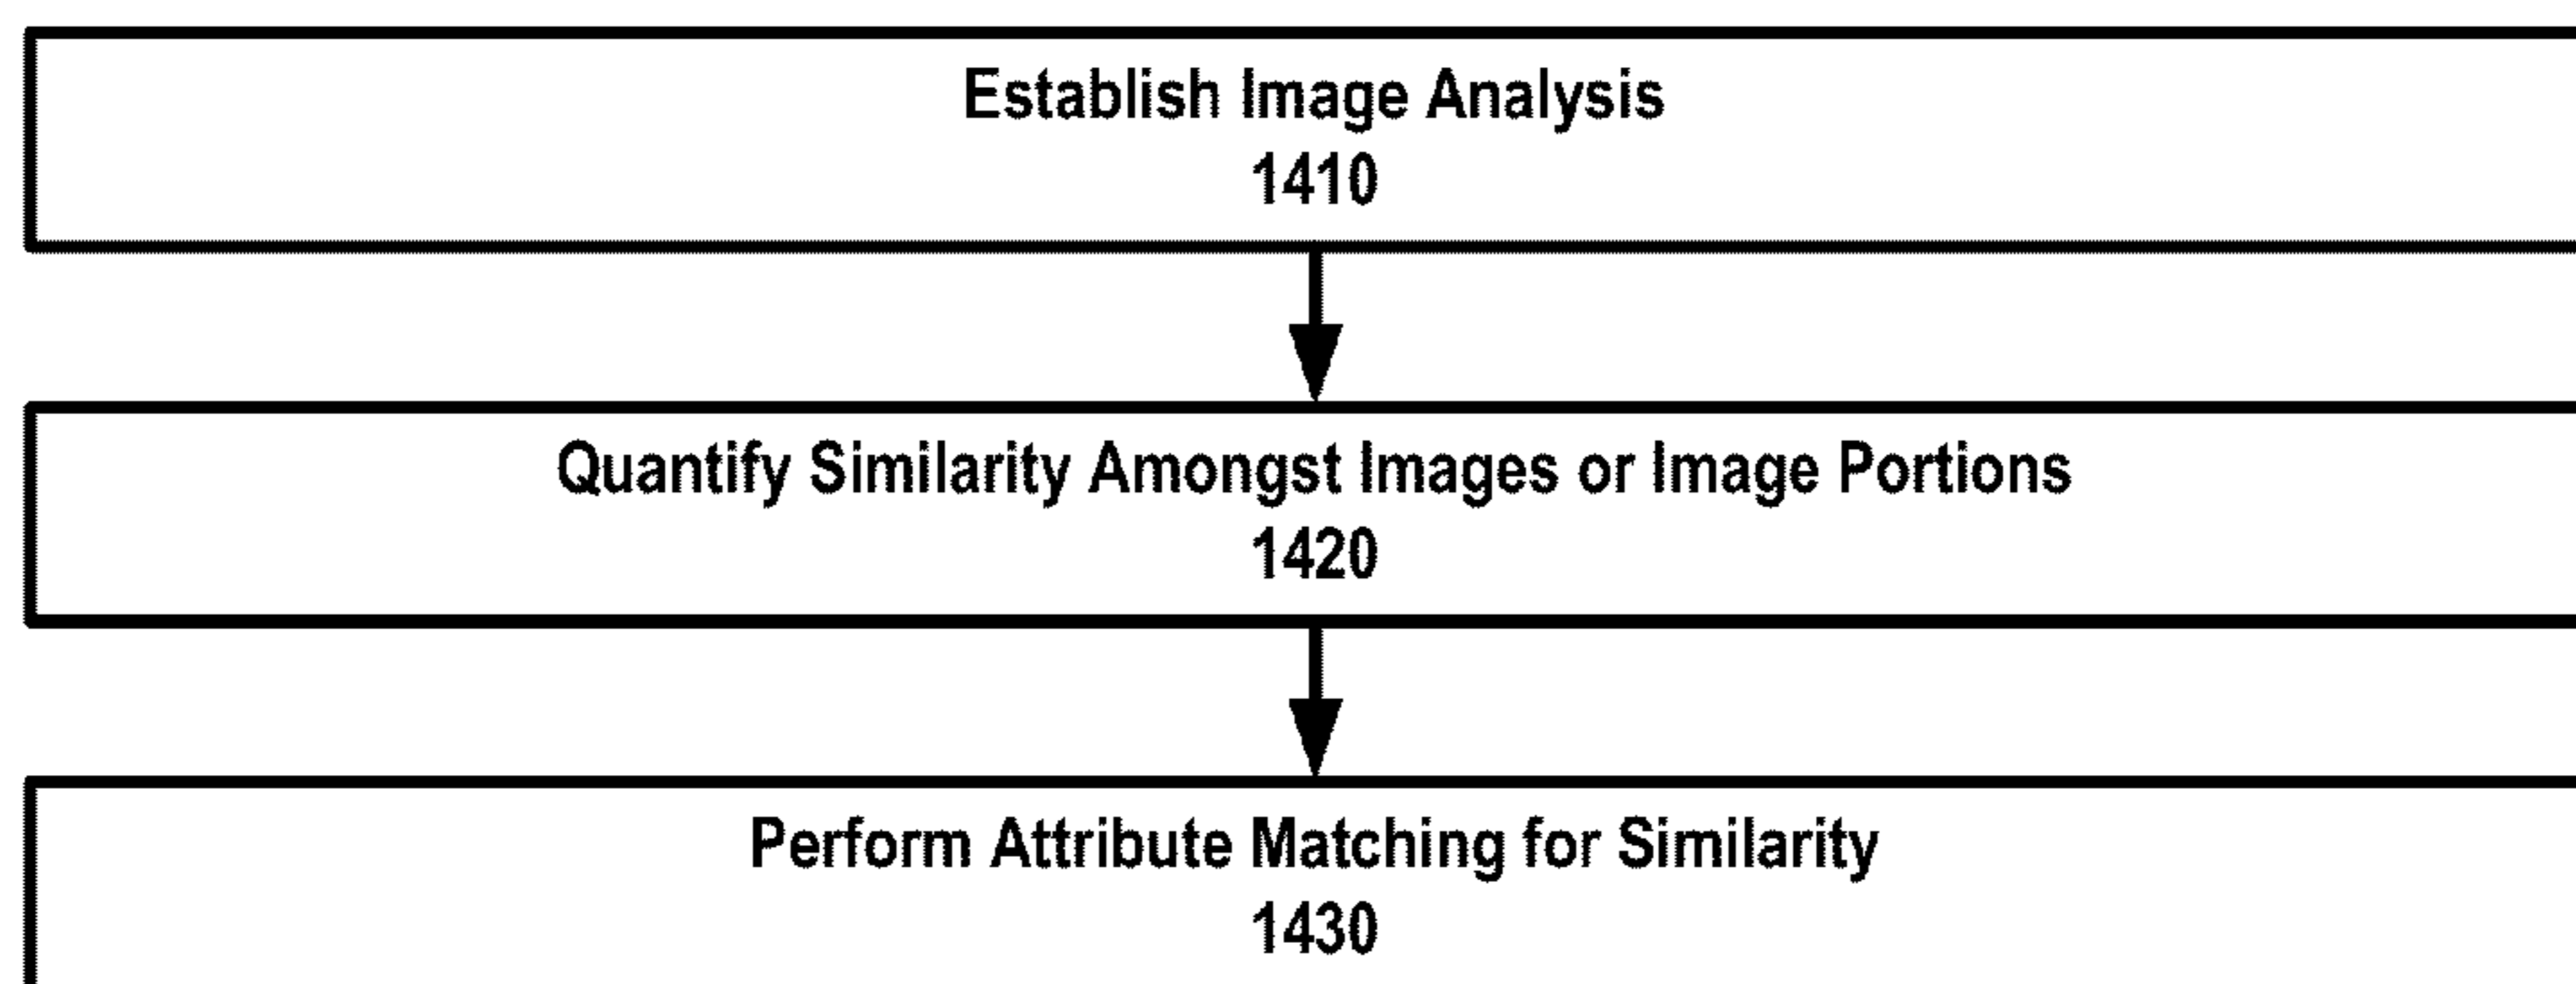 Establish Image Analysis
1410
Quantify Similarity Amongst Images or Image Portions
1420
Perform Attribute Matching for Similarity
1430